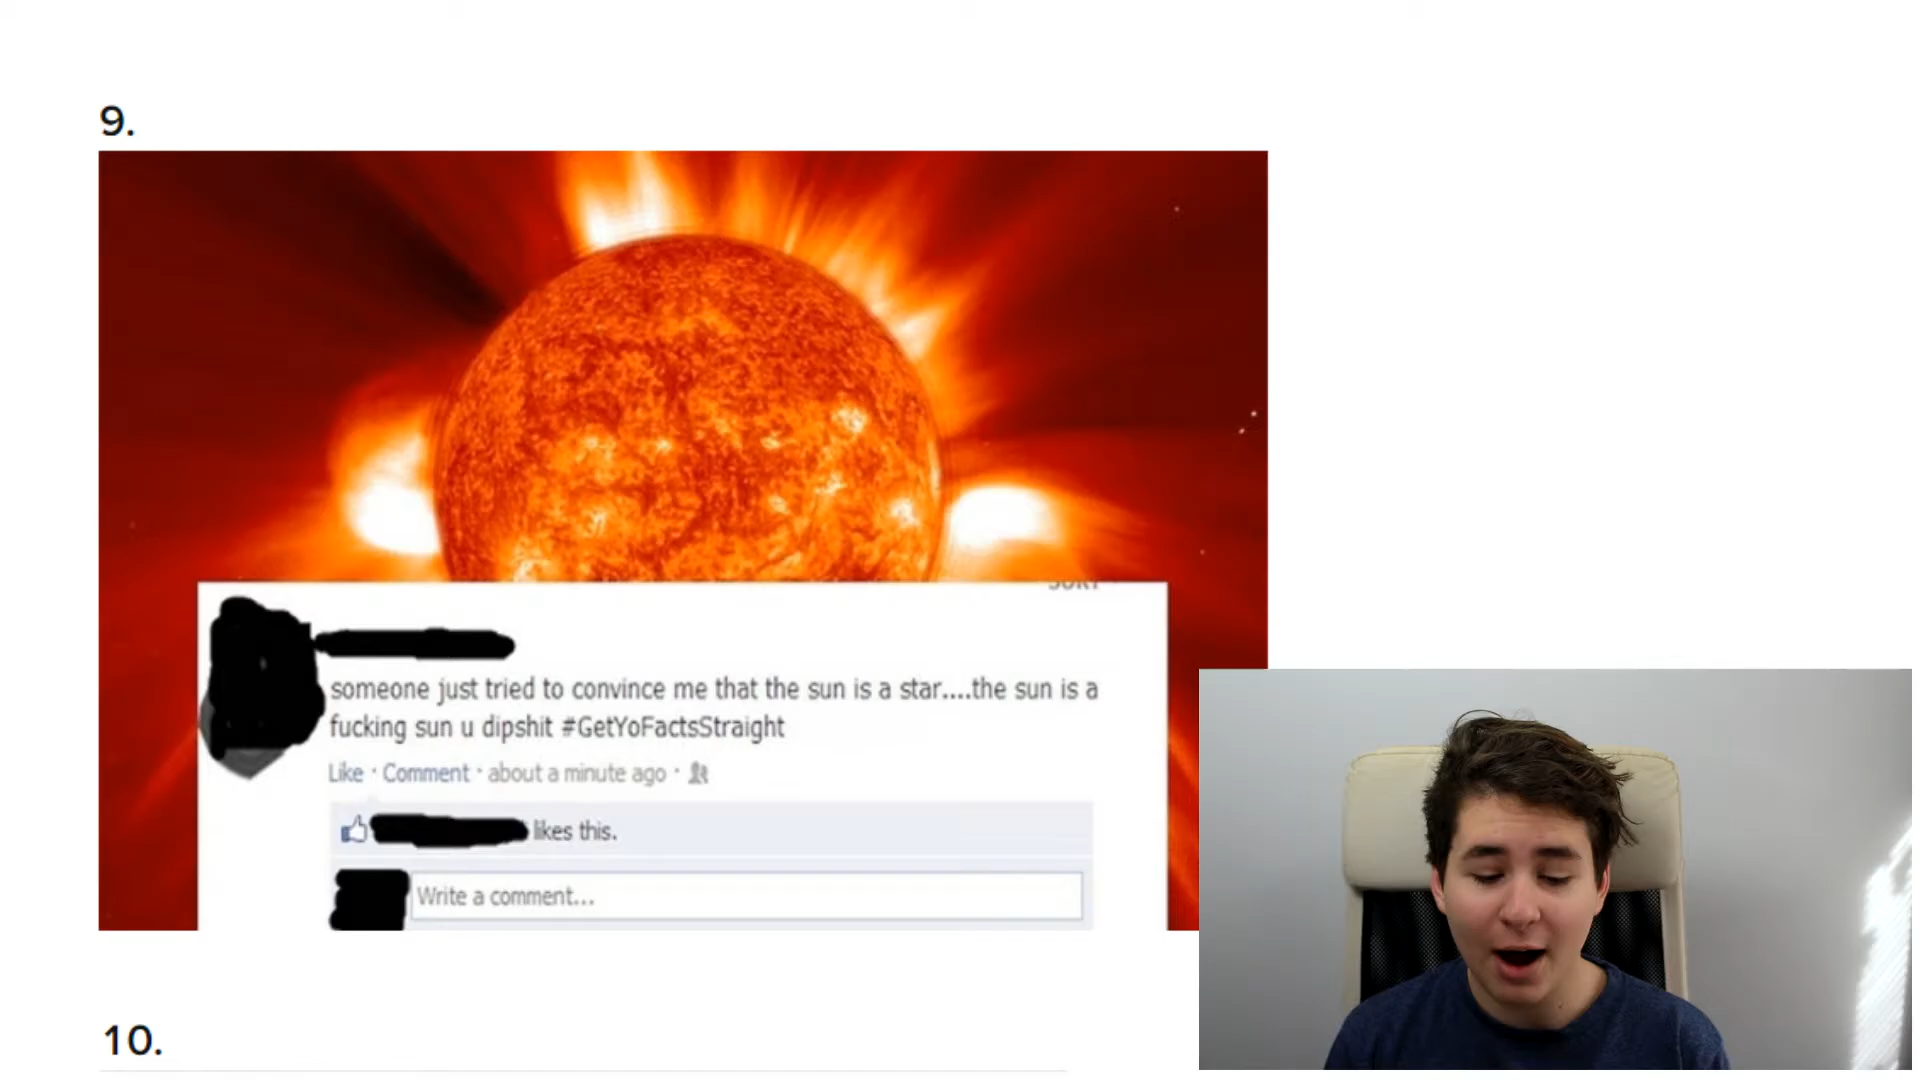 9.
someone just tried to convince me that the sun is a star....the sun is a
fucking sun u dipshit #GetYoFactsStraight
Like · Comment · about a minute ago ·
likes this.
Write a comment...
10.